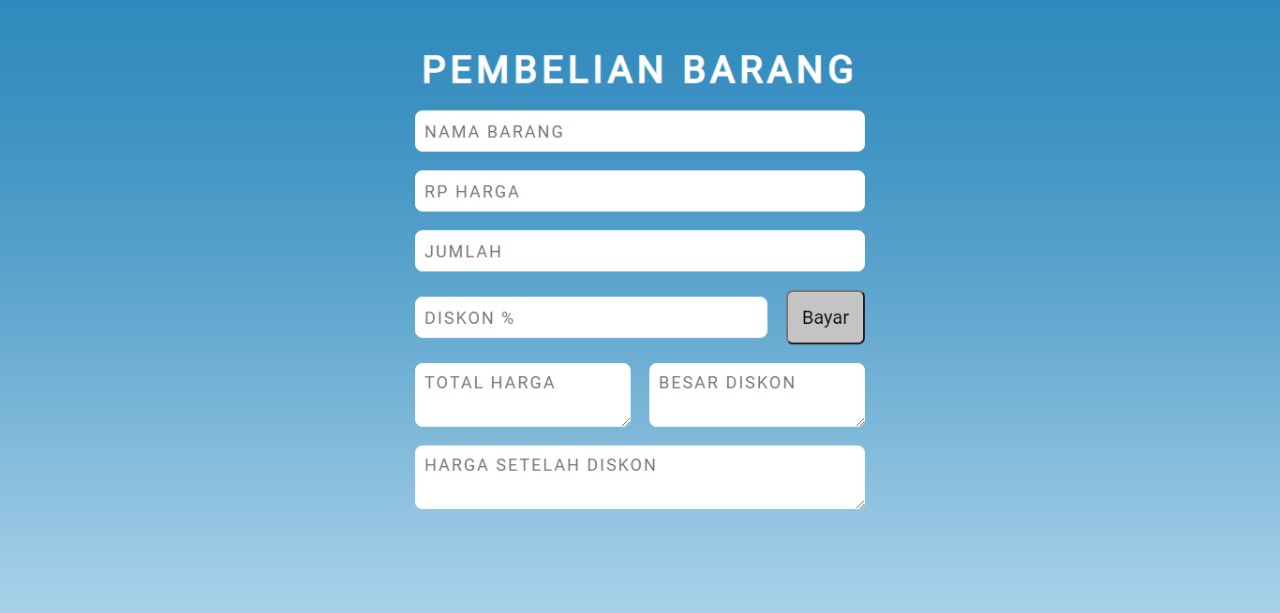 PEMBELIAN BARANG
NAMA BARANG
RP HARGA
JUMLAH
DISKON %
Bayar
TOTAL HARGA
BESAR DISKON
HARGA SETELAH DISKON